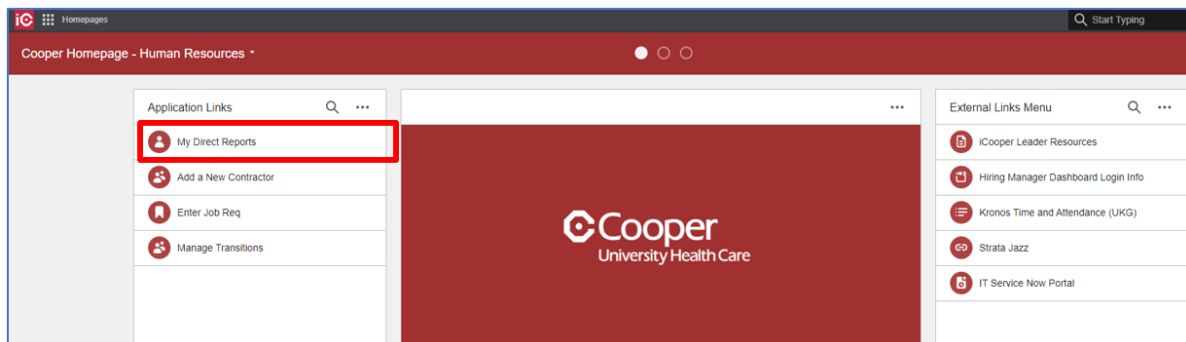 iC Homepages
Start Typing
Cooper Homepage - Human Resources
Application Links
My Direct Reports
Add a New Contractor
Enter Job Req
Manage Transitions
Cooper
University Health Care
External Links Menu
iCooper Leader Resources
Hiring Manager Dashboard Login Info
Kronos Time and Attendance (UKG)
Strata Jazz
IT Service Now Portal